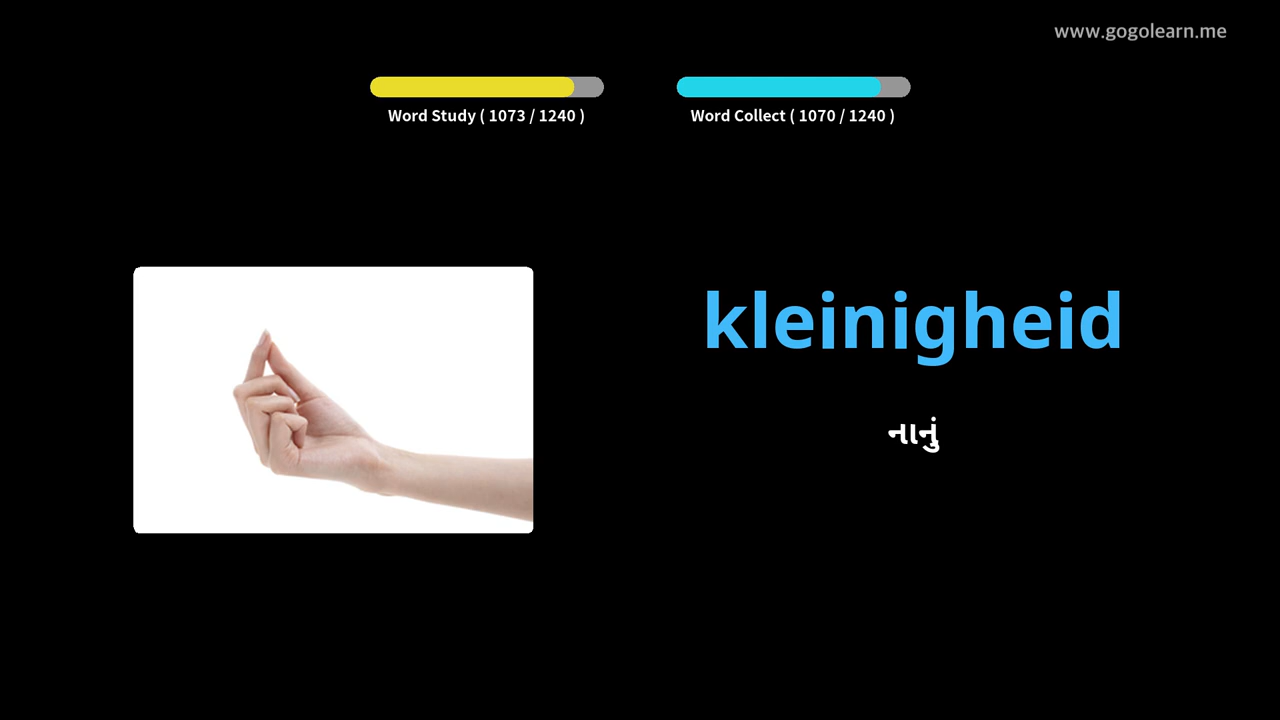 www.gogolearn.me
Word Study ( 1073 / 1240 )
Word Collect ( 1070 / 1240 )
kleinigheid
નાનું